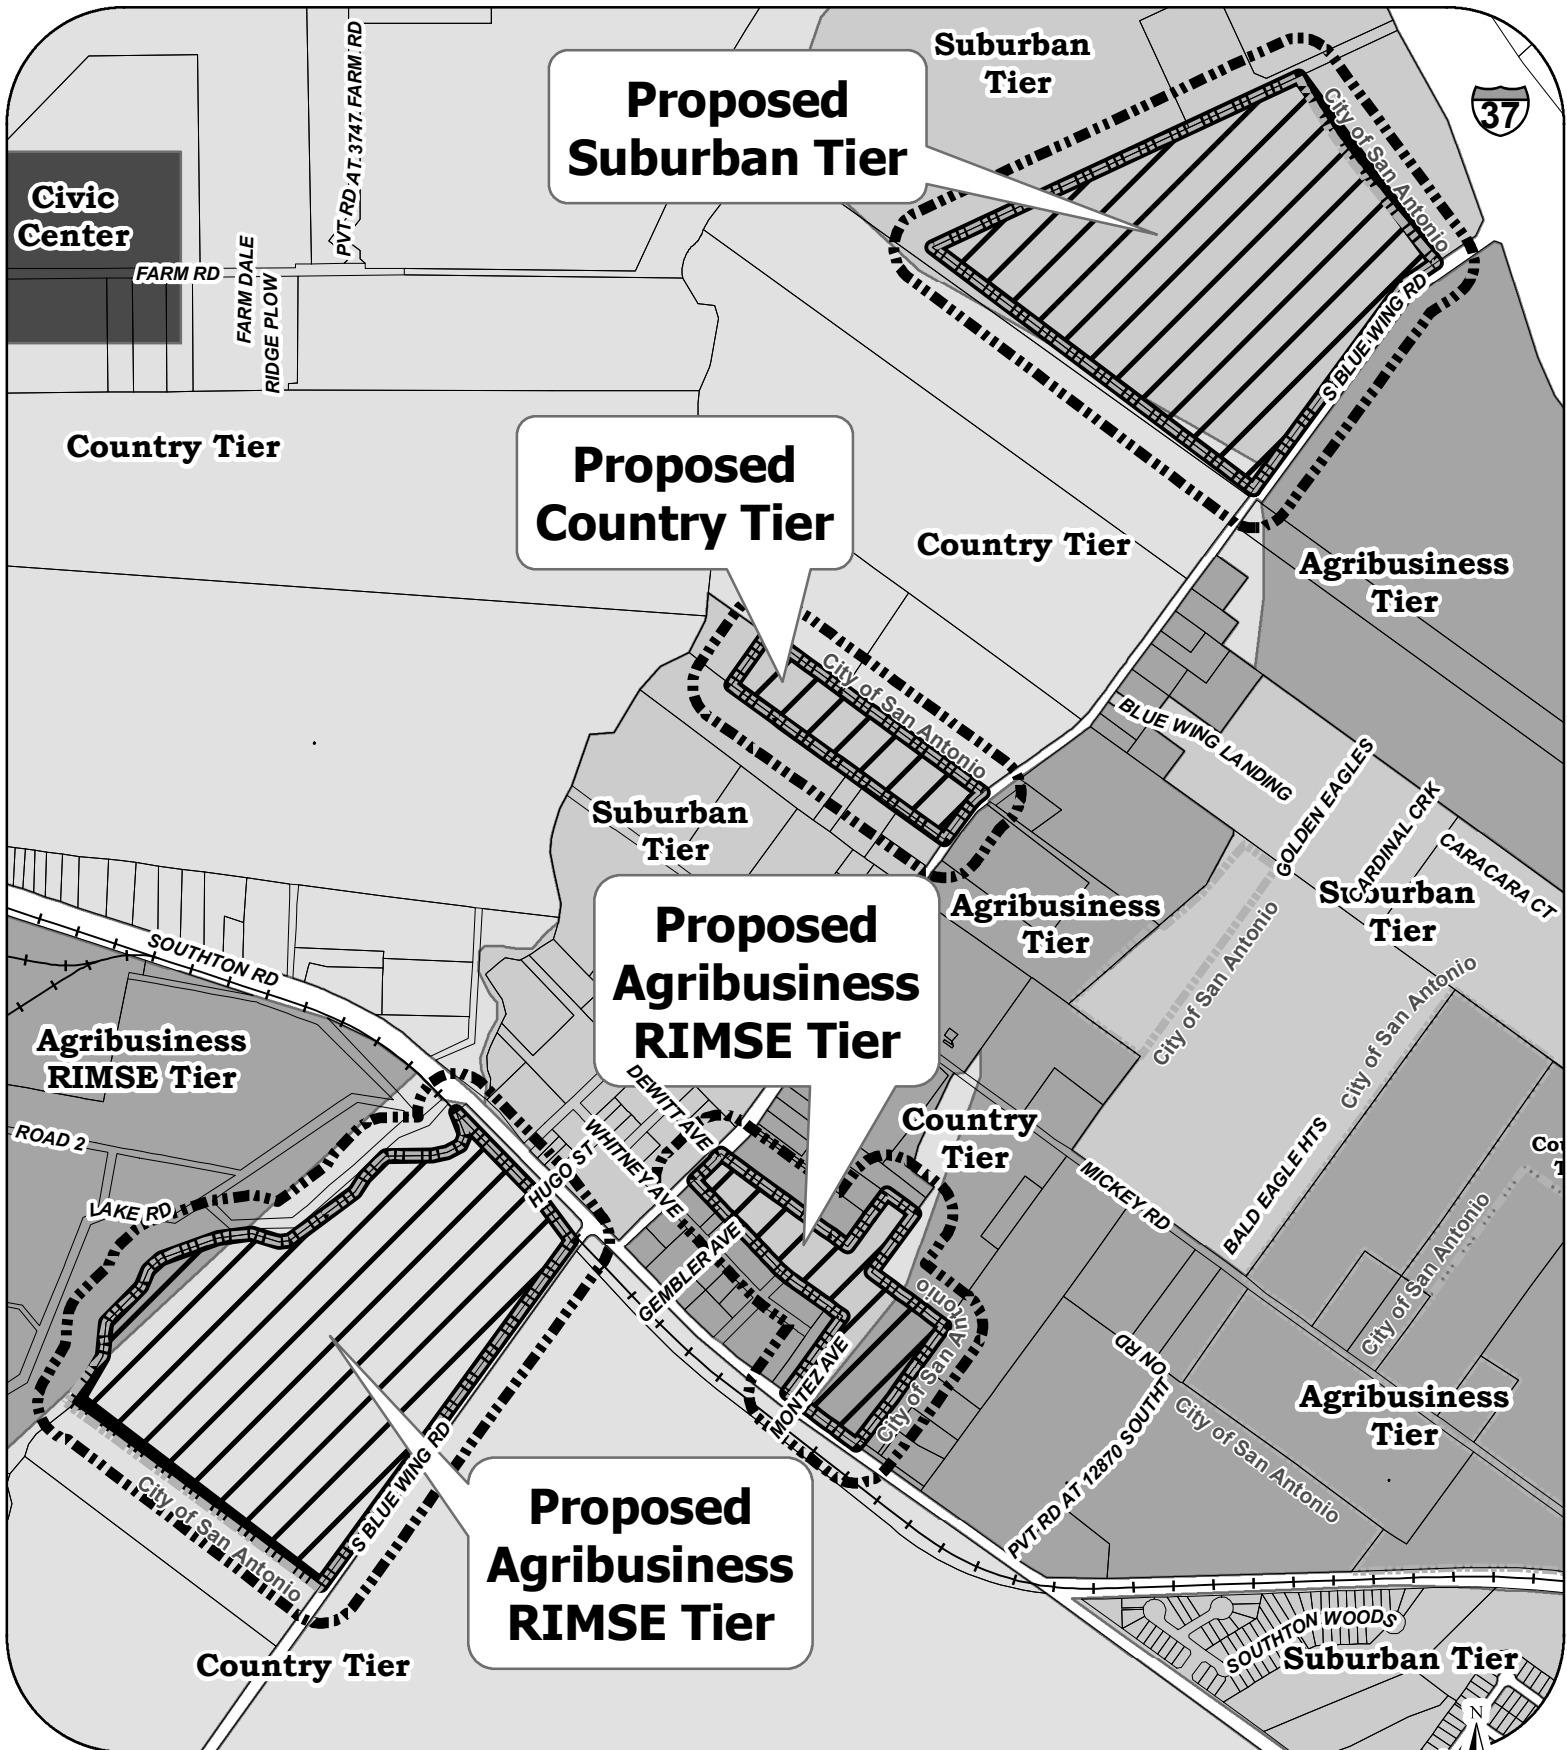 Suburban
Tier
37
Proposed
Suburban Tier
City of San Antonio
PVT RD AT 3747 FARM RD
Civic
Center
FARM RD
FARM DALE
RIDGE PLOW
S BLUE WING RD
Country Tier
Proposed
Country Tier
Country Tier
Agribusiness
Tier
City of San Antonio
BLUE WING LANDING
GOLDEN EAGLES
CARDINAL CRK
CARACARA CT
Suburban
Tier
Suburban
Tier
Agribusiness
Tier
Proposed
Agribusiness
RIMSE Tier
SOUTHTON RD
City of San Antonio
City of San Antonio
Agribusiness
RIMSE Tier
ROAD 2
LAKE RD
DEWITT AVE
WHITNEY AVE
HUGO ST
GEMBLER AVE
Country
Tier
MICKEY RD
BALD EAGLE HTS
City of San Antonio
City of San Antonio
MONTEZ AVE
PVT RD AT 12870 SOUTHTON RD
City of San Antonio
Agribusiness
Tier
S BLUE WING RD
City of San Antonio
Proposed
Agribusiness
RIMSE Tier
Country Tier
SOUTHTON WOODS
Suburban Tier
N